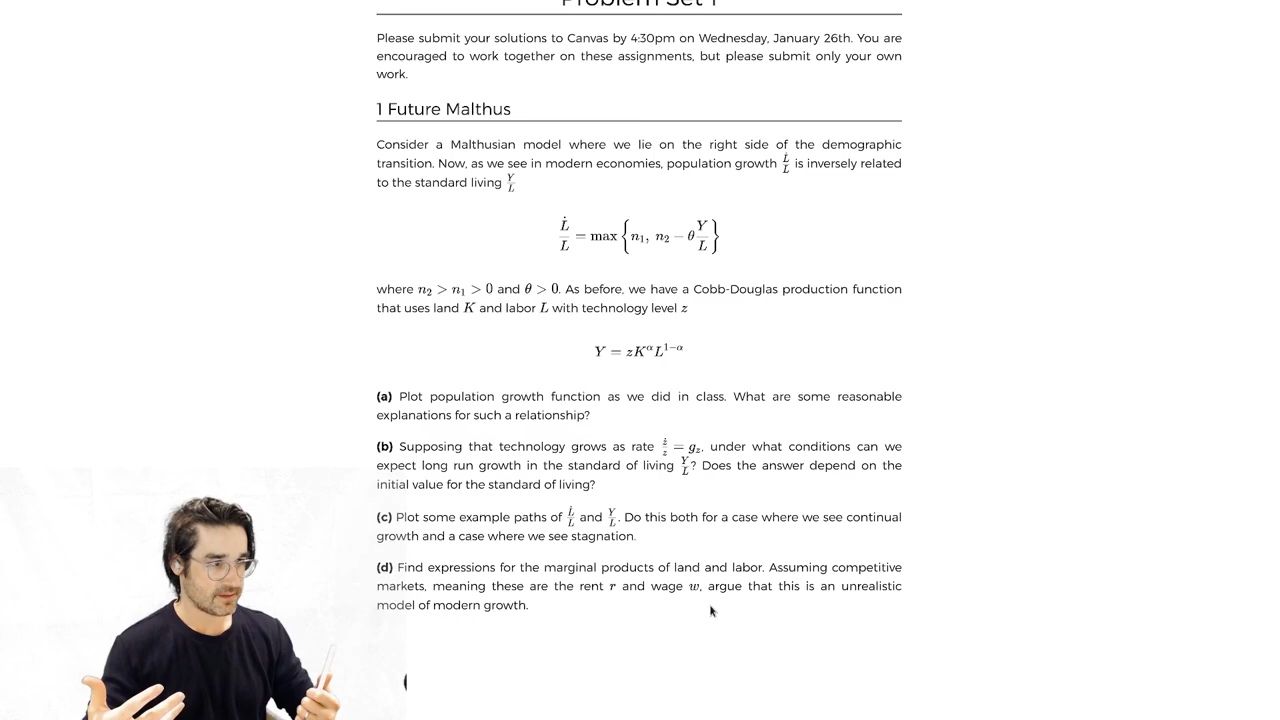 Problem Set 1
Please submit your solutions to Canvas by 4:30pm on Wednesday, January 26th. You are
encouraged to work together on these assignments, but please submit only your own
work.
1 Future Malthus
Consider a Malthusian model where we lie on the right side of the demographic
transition. Now, as we see in modern economies, population growth L̇/L is inversely related
to the standard living Y/L
L̇/L = max { n₁, n₂ − θ Y/L }
where n₂ > n₁ > 0 and θ > 0. As before, we have a Cobb-Douglas production function
that uses land K and labor L with technology level z
Y = zK^α L^{1−α}
(a) Plot population growth function as we did in class. What are some reasonable
explanations for such a relationship?
(b) Supposing that technology grows as rate ż/z = g_z, under what conditions can we
expect long run growth in the standard of living Y/L? Does the answer depend on the
initial value for the standard of living?
(c) Plot some example paths of L̇/L and Y/L. Do this both for a case where we see continual
growth and a case where we see stagnation.
(d) Find expressions for the marginal products of land and labor. Assuming competitive
markets, meaning these are the rent r and wage w, argue that this is an unrealistic
model of modern growth.